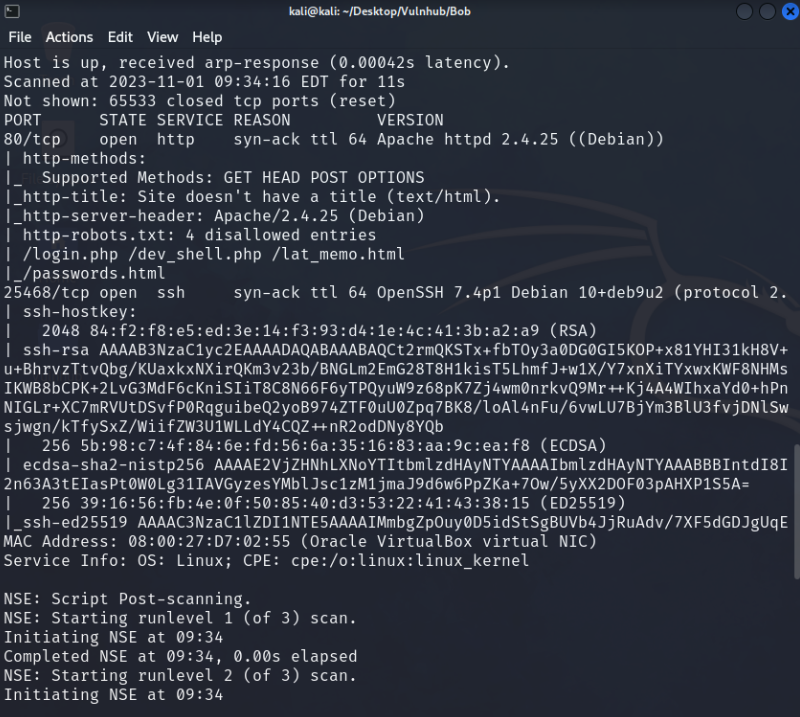 kali@kali: ~/Desktop/Vulnhub/Bob
File Actions Edit View Help
Host is up, received arp-response (0.00042s latency).
Scanned at 2023-11-01 09:34:16 EDT for 11s
Not shown: 65533 closed tcp ports (reset)
PORT STATE SERVICE REASON VERSION
80/tcp open http syn-ack ttl 64 Apache httpd 2.4.25 ((Debian))
| http-methods:
|_ Supported Methods: GET HEAD POST OPTIONS
|_http-title: Site doesn't have a title (text/html).
|_http-server-header: Apache/2.4.25 (Debian)
| http-robots.txt: 4 disallowed entries
| /login.php /dev_shell.php /lat_memo.html
|_/passwords.html
25468/tcp open ssh syn-ack ttl 64 OpenSSH 7.4p1 Debian 10+deb9u2 (protocol 2.
| ssh-hostkey:
| 2048 84:f2:f8:e5:ed:3e:14:f3:93:d4:1e:4c:41:3b:a2:a9 (RSA)
| ssh-rsa AAAAB3NzaC1yc2EAAAADAQABAAABAQCt2rmQKSTx+fbTOy3a0DG0GI5KOP+x81YHI31kH8V+
u+BhrvzTtvQbg/KUaxkxNXirQKm3v23b/BNGLm2EmG28T8H1kisT5LhmfJ+w1X/Y7xnXiTYxwxKWF8NHMs
IKWB8bCPK+2LvG3MdF6cKniSIiT8C8N66F6yTPQyuW9z68pK7Zj4wm0nrkvQ9Mr++Kj4A4WIhxaYd0+hPn
NIGLr+XC7mRVUtDSvfP0RqguibeQ2yoB974ZTF0uU0Zpq7BK8/loAl4nFu/6vwLU7BjYm3BlU3fvjDNlSw
sjwgn/kTfySxZ/WiifZW3U1WLLdY4CQZ++nR2odDNy8YQb
| 256 5b:98:c7:4f:84:6e:fd:56:6a:35:16:83:aa:9c:ea:f8 (ECDSA)
| ecdsa-sha2-nistp256 AAAAE2VjZHNhLXNoYTItbmlzdHAyNTYAAAAIbmlzdHAyNTYAAABBBIntdI8I
2n63A3tEIasPt0W0Lg31IAVGyzesYMblJsc1zM1jmaJ9d6w6PpZKa+7Ow/5yXX2DOF03pAHXP1S5A=
| 256 39:16:56:fb:4e:0f:50:85:40:d3:53:22:41:43:38:15 (ED25519)
|_ssh-ed25519 AAAAC3NzaC1lZDI1NTE5AAAAIMmbgZpOuy0D5idStSgBUVb4JjRuAdv/7XF5dGDJgUqE
MAC Address: 08:00:27:D7:02:55 (Oracle VirtualBox virtual NIC)
Service Info: OS: Linux; CPE: cpe:/o:linux:linux_kernel
NSE: Script Post-scanning.
NSE: Starting runlevel 1 (of 3) scan.
Initiating NSE at 09:34
Completed NSE at 09:34, 0.00s elapsed
NSE: Starting runlevel 2 (of 3) scan.
Initiating NSE at 09:34